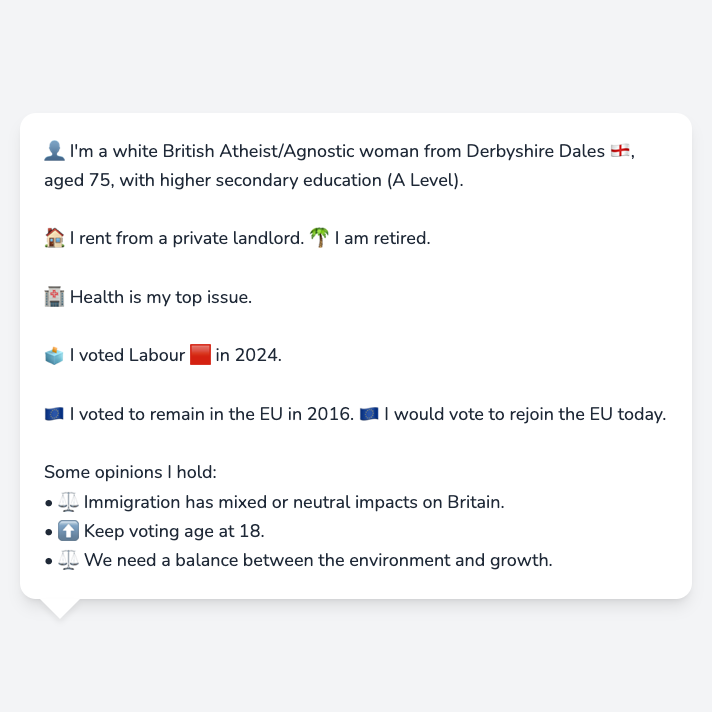 👤 I'm a white British Atheist/Agnostic woman from Derbyshire Dales 🏴󠁧󠁢󠁥󠁮󠁧󠁿,
aged 75, with higher secondary education (A Level).
🏠 I rent from a private landlord. 🌴 I am retired.
🏥 Health is my top issue.
🗳️ I voted Labour 🟥 in 2024.
🇪🇺 I voted to remain in the EU in 2016. 🇪🇺 I would vote to rejoin the EU today.
Some opinions I hold:
• ⚖️ Immigration has mixed or neutral impacts on Britain.
• ⬆️ Keep voting age at 18.
• ⚖️ We need a balance between the environment and growth.